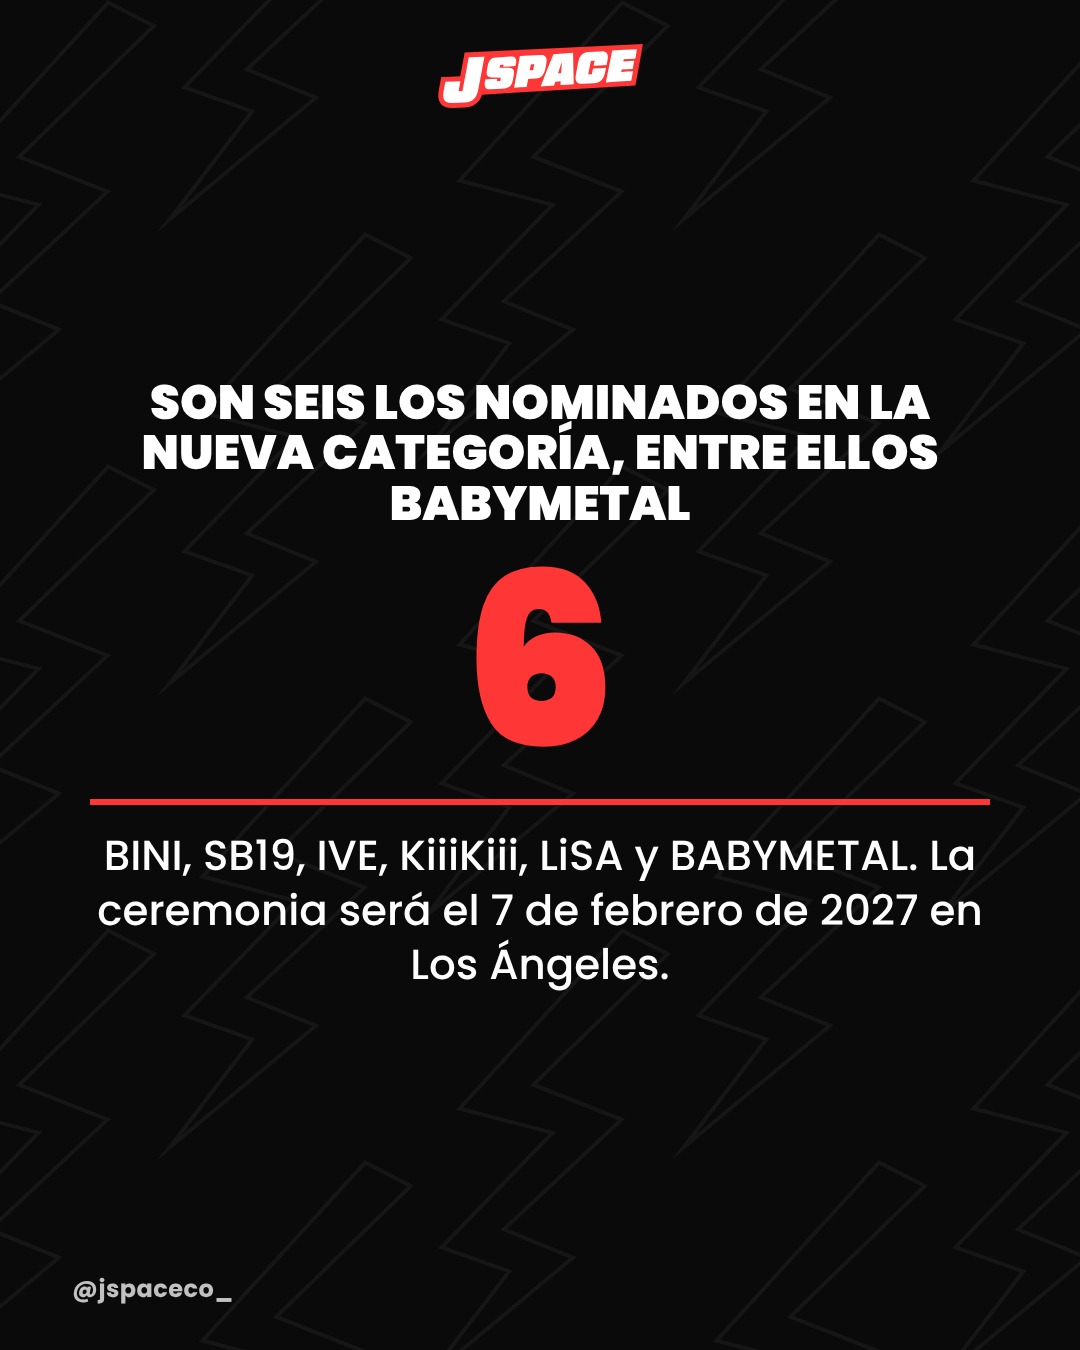 JSPACE
SON SEIS LOS NOMINADOS EN LA
NUEVA CATEGORÍA, ENTRE ELLOS
BABYMETAL
6
BINI, SB19, IVE, KiiiKiii, LiSA y BABYMETAL. La
ceremonia será el 7 de febrero de 2027 en
Los Ángeles.
@jspaceco_